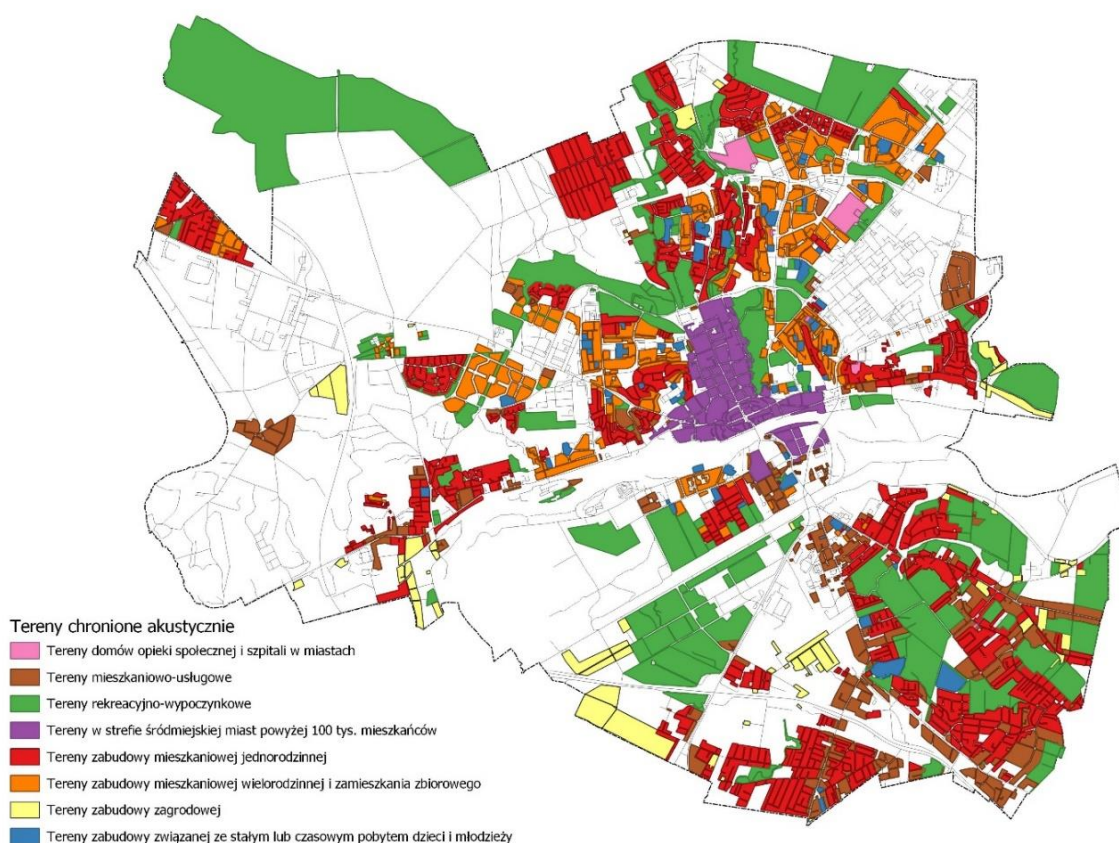 Tereny chronione akustycznie
Tereny domów opieki społecznej i szpitali w miastach
Tereny mieszkaniowo-usługowe
Tereny rekreacyjno-wypoczynkowe
Tereny w strefie śródmiejskiej miast powyżej 100 tys. mieszkańców
Tereny zabudowy mieszkaniowej jednorodzinnej
Tereny zabudowy mieszkaniowej wielorodzinnej i zamieszkania zbiorowego
Tereny zabudowy zagrodowej
Tereny zabudowy związanej ze stałym lub czasowym pobytem dzieci i młodzieży